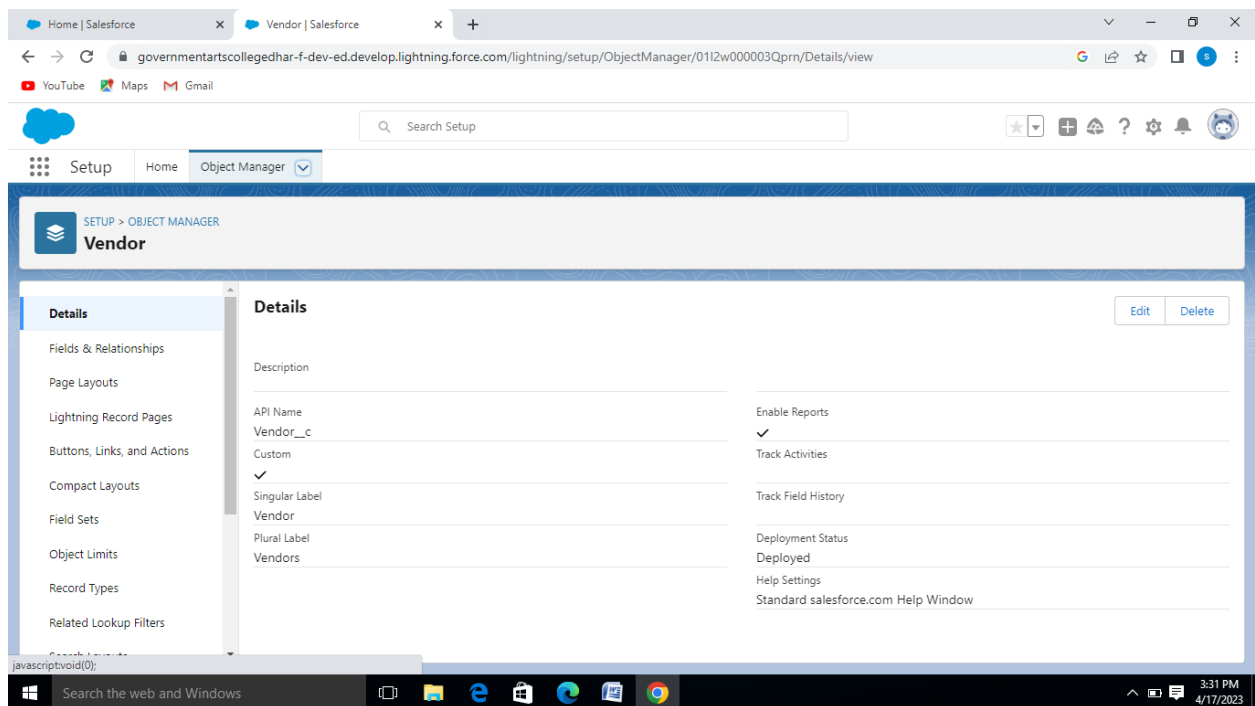 Home | Salesforce
Vendor | Salesforce
governmentartscollegedhar-f-dev-ed.develop.lightning.force.com/lightning/setup/ObjectManager/01I2w000003Qprn/Details/view
G
S
YouTube Maps Gmail
Search Setup
Setup Home Object Manager
SETUP > OBJECT MANAGER
Vendor
Details
Fields & Relationships
Page Layouts
Lightning Record Pages
Buttons, Links, and Actions
Compact Layouts
Field Sets
Object Limits
Record Types
Related Lookup Filters
Search Layouts
Details
Edit Delete
Description
API Name
Vendor__c
Custom
Singular Label
Vendor
Plural Label
Vendors
Enable Reports
Track Activities
Track Field History
Deployment Status
Deployed
Help Settings
Standard salesforce.com Help Window
javascript:void(0);
Search the web and Windows
3:31 PM
4/17/2023